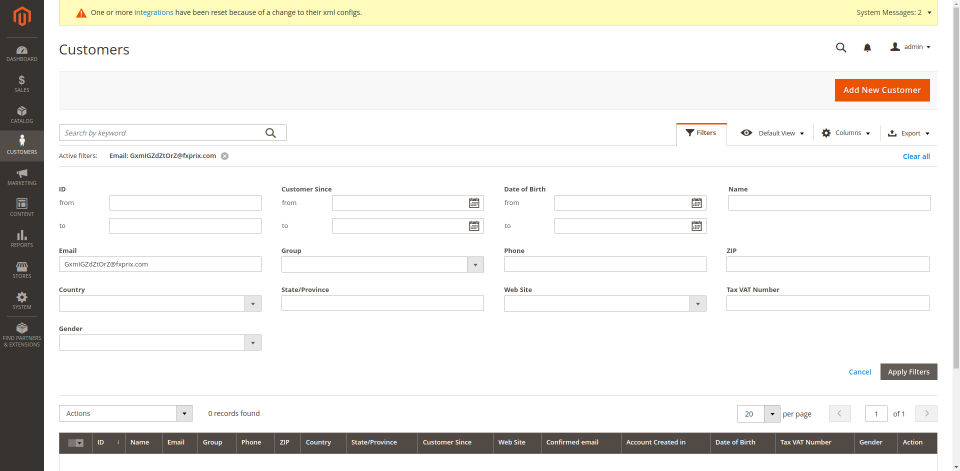 One or more integrations have been reset because of a change to their xml configs.
System Messages: 2
Customers
admin
DASHBOARD
SALES
CATALOG
CUSTOMERS
MARKETING
CONTENT
REPORTS
STORES
SYSTEM
FIND PARTNERS
& EXTENSIONS
Add New Customer
Search by keyword
Filters
Default View
Columns
Export
Active filters:
Email: GxmIGZdZtOrZ@fxprix.com
Clear all
ID
from
to
Customer Since
from
to
Date of Birth
from
to
Name
Email
GxmIGZdZtOrZ@fxprix.com
Group
Phone
ZIP
Country
State/Province
Web Site
Tax VAT Number
Gender
Cancel
Apply Filters
Actions
0 records found
20
per page
1
of 1
ID ↓ Name Email Group Phone ZIP Country State/Province Customer Since Web Site Confirmed email Account Created in Date of Birth Tax VAT Number Gender Action